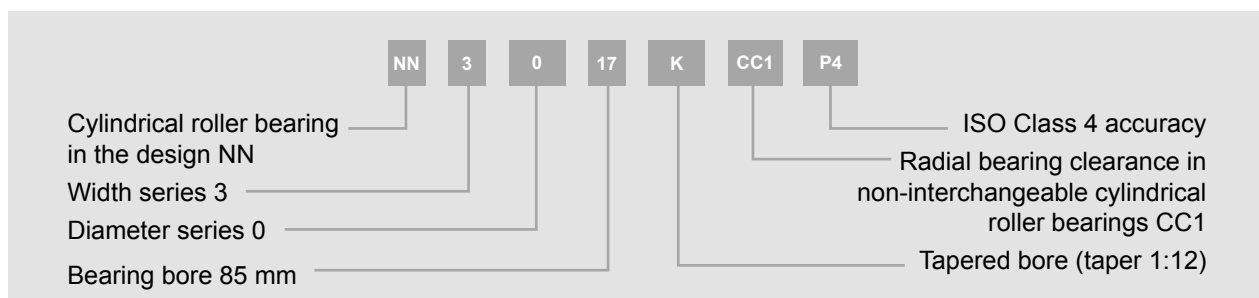 NN 3 0 17 K CC1 P4
Cylindrical roller bearing
in the design NN
Width series 3
Diameter series 0
Bearing bore 85 mm
ISO Class 4 accuracy
Radial bearing clearance in
non-interchangeable cylindrical
roller bearings CC1
Tapered bore (taper 1:12)